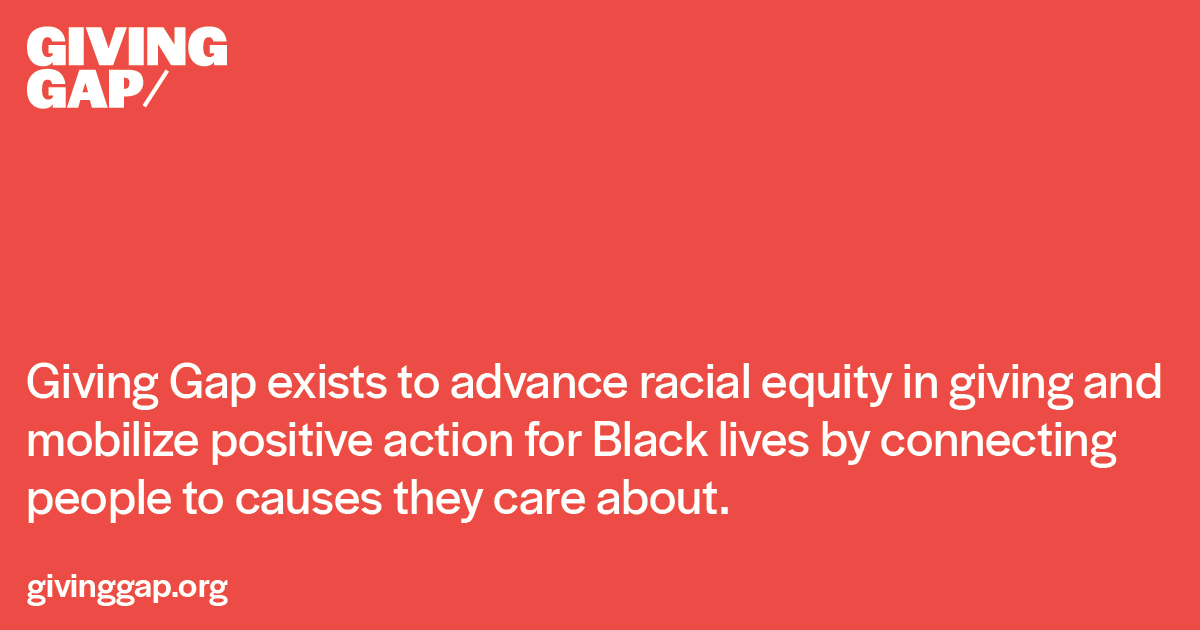 GIVING
GAP/
Giving Gap exists to advance racial equity in giving and
mobilize positive action for Black lives by connecting
people to causes they care about.
givinggap.org